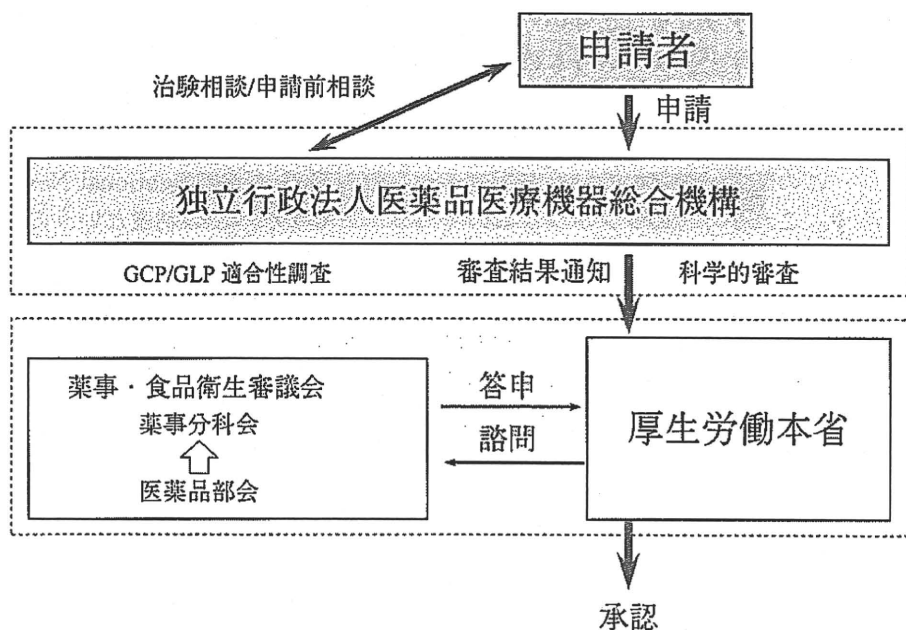 申請者
治験相談/申請前相談
申請
独立行政法人医薬品医療機器総合機構
GCP/GLP 適合性調査
審査結果通知
科学的審査
薬事・食品衛生審議会
薬事分科会
医薬品部会
答申
諮問
厚生労働本省
承認